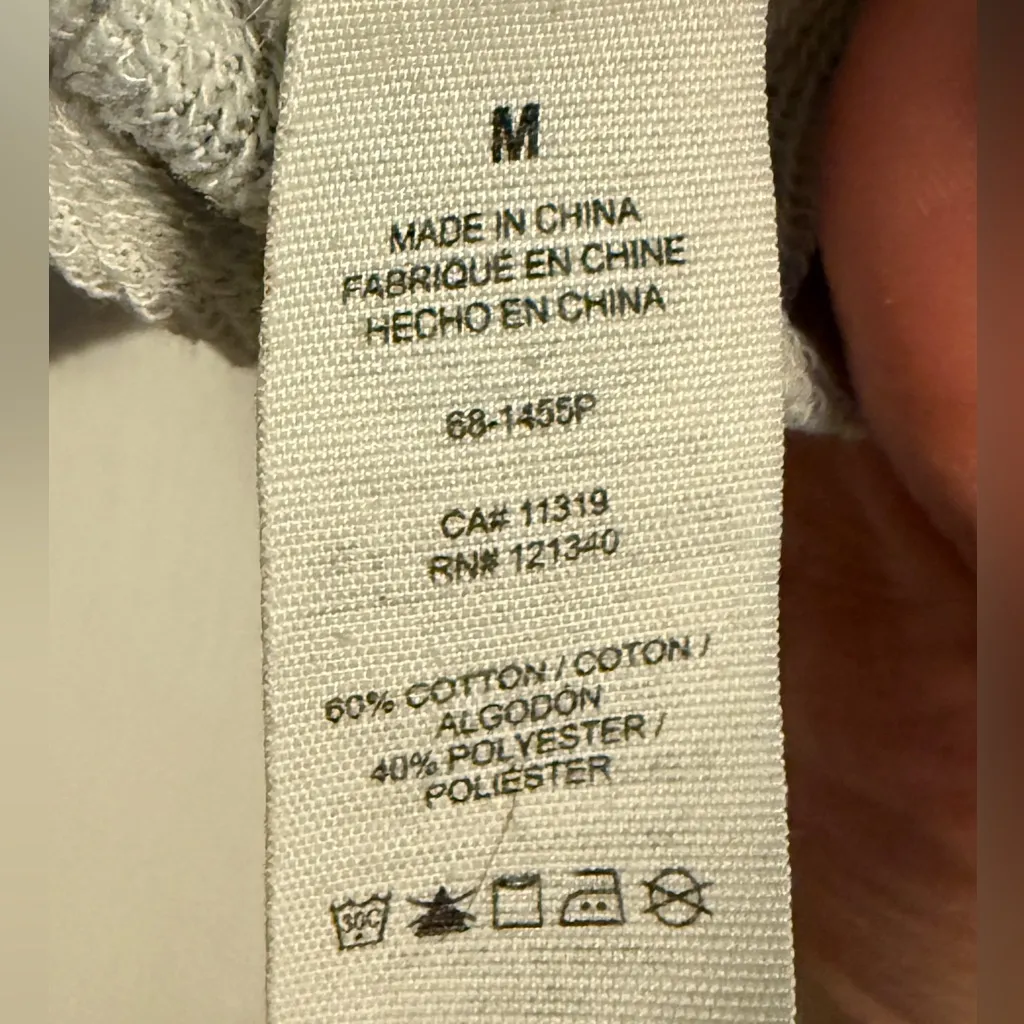 M
MADE IN CHINA
FABRIQUÉ EN CHINE
HECHO EN CHINA
68-1455P
CA# 11319
RN# 121340
60% COTTON / COTON /
ALGODÓN
40% POLYESTER /
POLIÉSTER
30C